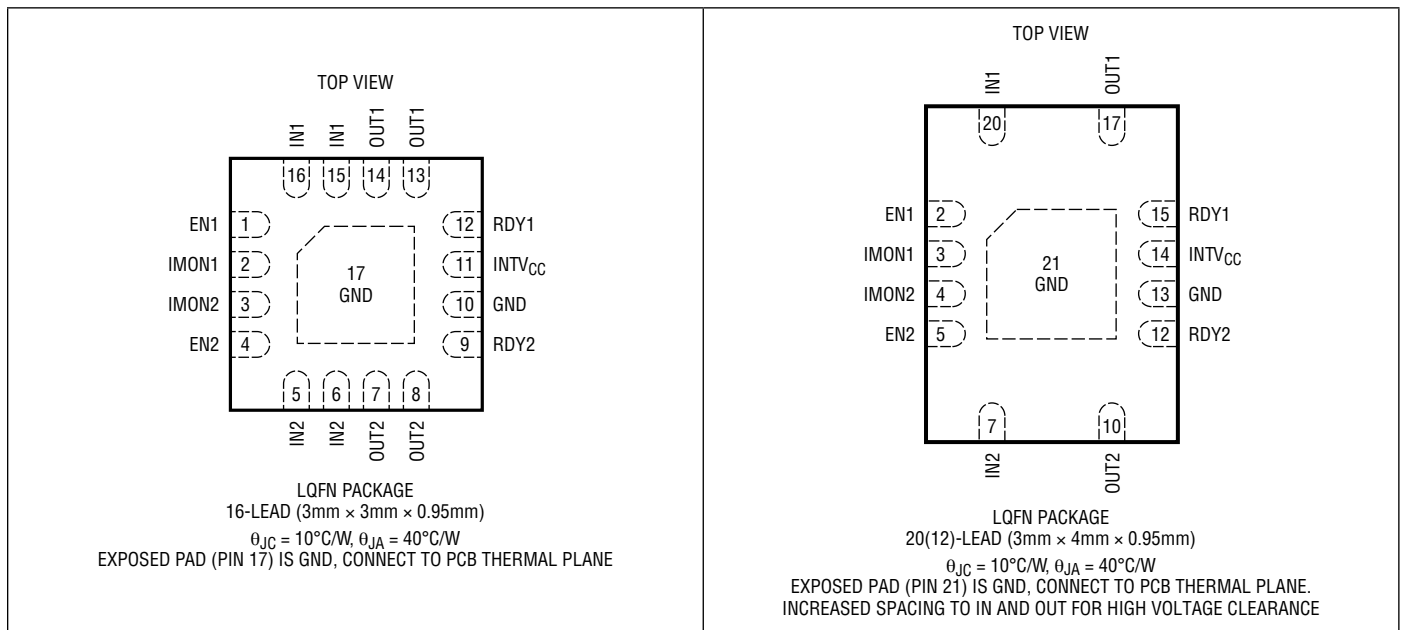 TOP VIEW
IN1 IN1 OUT1 OUT1
16 15 14 13
EN1 1 12 RDY1
IMON1 2 11 INTVCC
IMON2 3 10 GND
EN2 4 9 RDY2
17
GND
5 6 7 8
IN2 IN2 OUT2 OUT2
LQFN PACKAGE
16-LEAD (3mm × 3mm × 0.95mm)
θJC = 10°C/W, θJA = 40°C/W
EXPOSED PAD (PIN 17) IS GND, CONNECT TO PCB THERMAL PLANE
TOP VIEW
IN1 OUT1
20 17
EN1 2 15 RDY1
IMON1 3 14 INTVCC
IMON2 4 13 GND
EN2 5 12 RDY2
21
GND
7 10
IN2 OUT2
LQFN PACKAGE
20(12)-LEAD (3mm × 4mm × 0.95mm)
θJC = 10°C/W, θJA = 40°C/W
EXPOSED PAD (PIN 21) IS GND, CONNECT TO PCB THERMAL PLANE.
INCREASED SPACING TO IN AND OUT FOR HIGH VOLTAGE CLEARANCE